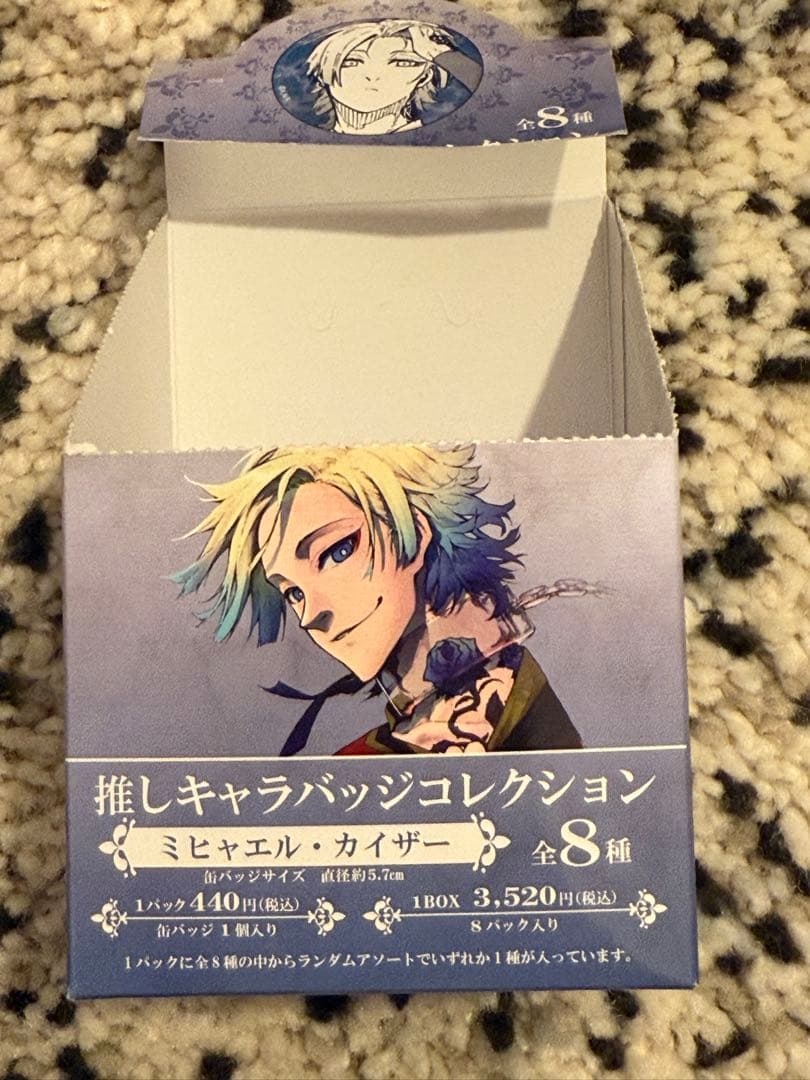 全8種
推しキャラバッジコレクション
ミヒャエル・カイザー
全8種
缶バッジサイズ 直径約5.7cm
1パック440円(税込)
缶バッジ1個入り
1BOX 3,520円(税込)
8パック入り
1パックに全8種の中からランダムアソートでいずれか1種が入っています。